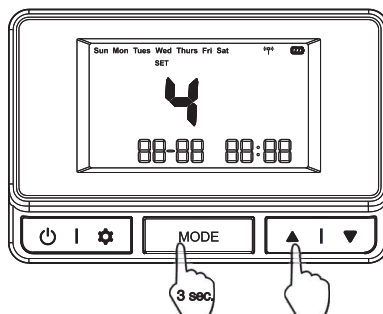 Sun Mon Tues Wed Thurs Fri Sat
SET
4
88-88 88:88
MODE
3 sec.